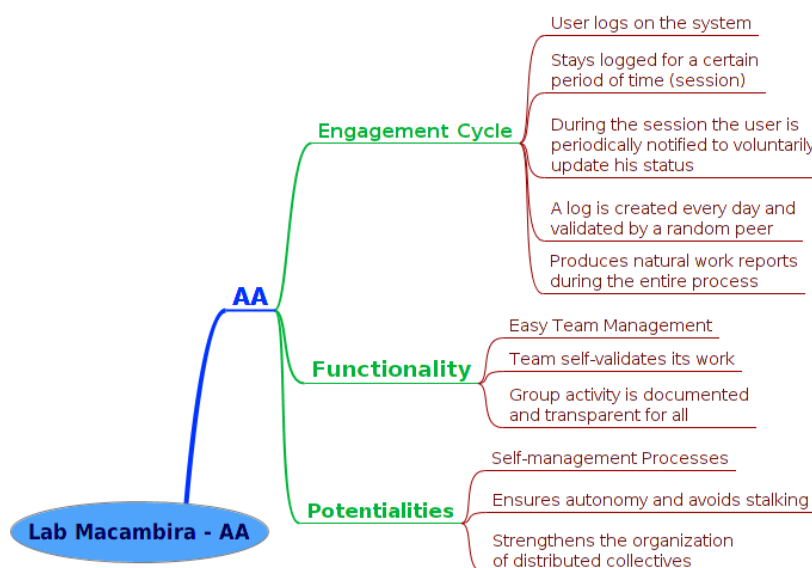 User logs on the system
Stays logged for a certain
period of time (session)
Engagement Cycle
During the session the user is
periodically notified to voluntarily
update his status
A log is created every day and
validated by a random peer
Produces natural work reports
during the entire process
AA
Easy Team Management
Functionality
Team self-validates its work
Group activity is documented
and transparent for all
Self-management Processes
Potentialities
Ensures autonomy and avoids stalking
Strengthens the organization
of distributed collectives
Lab Macambira - AA